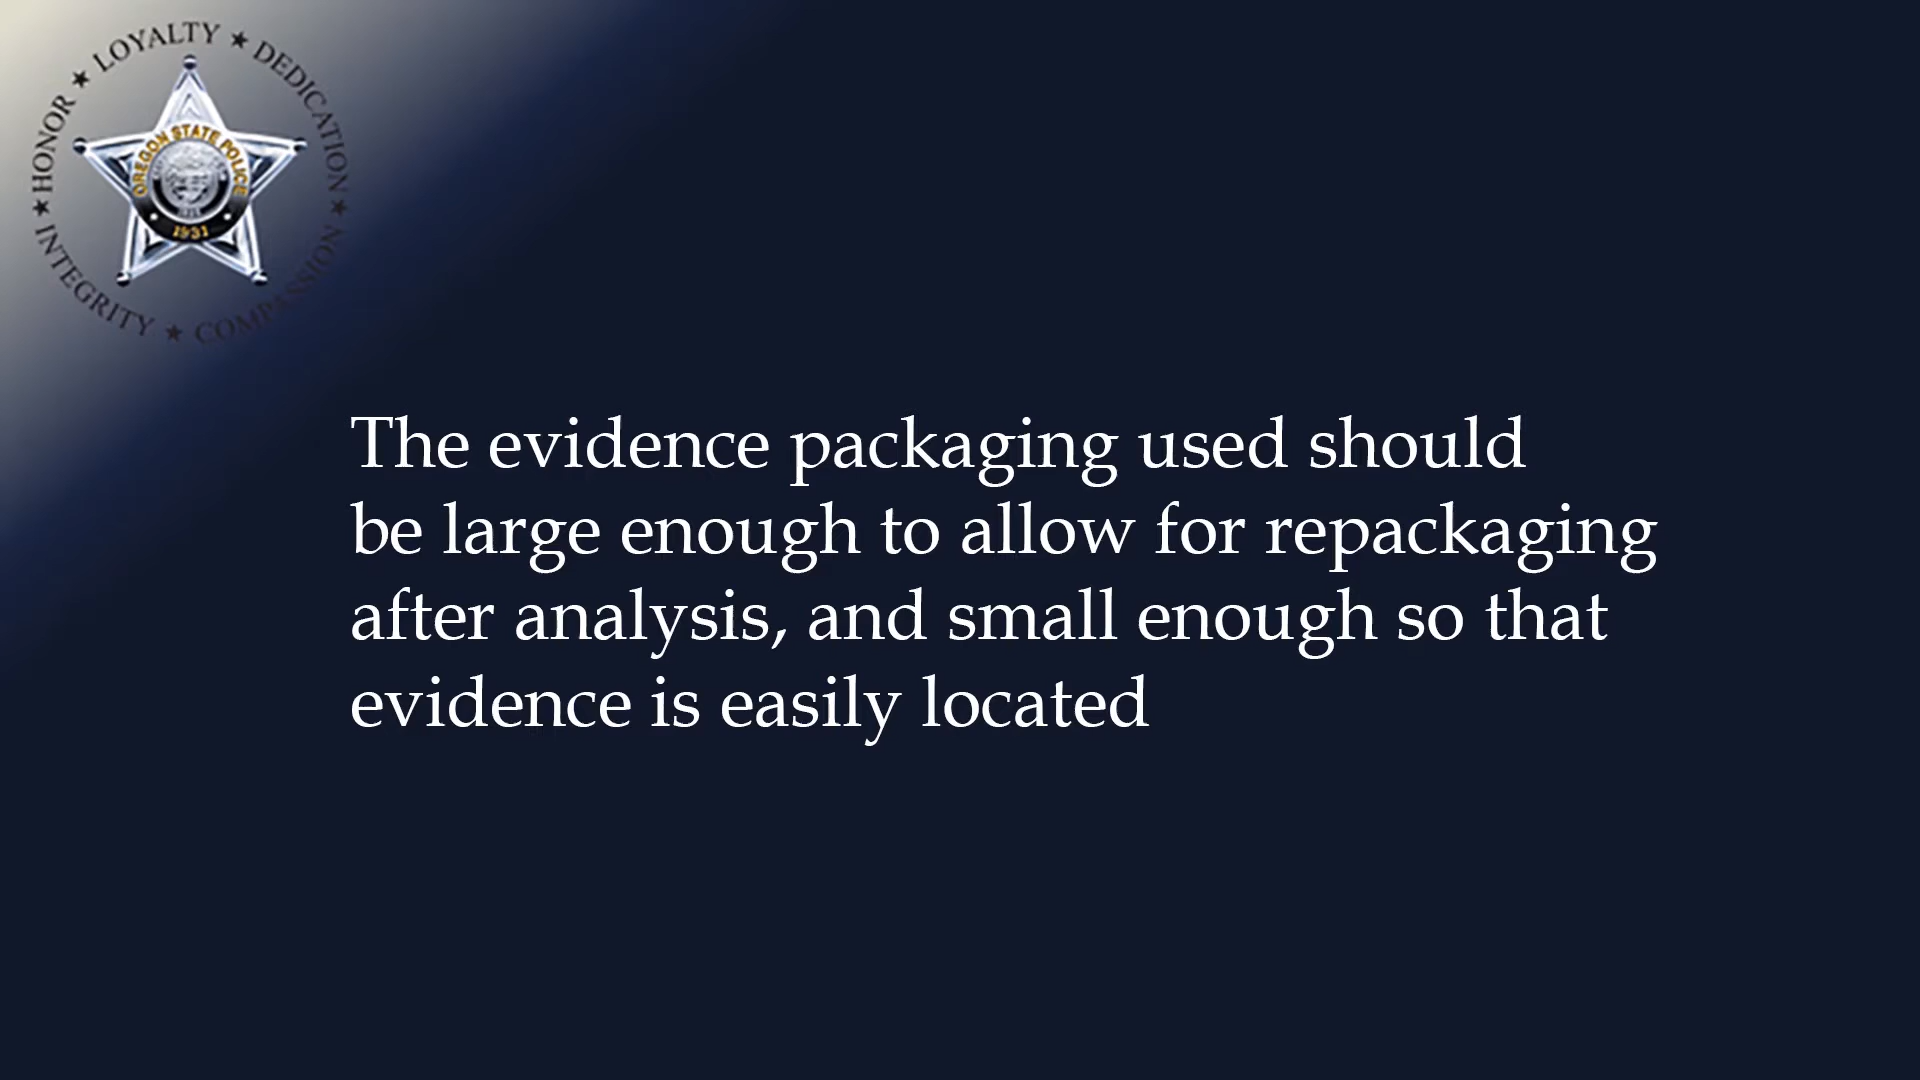 HONOR ★ LOYALTY ★ DEDICATION ★ COMPASSION ★ INTEGRITY ★
OREGON STATE POLICE
1931
The evidence packaging used should
be large enough to allow for repackaging
after analysis, and small enough so that
evidence is easily located